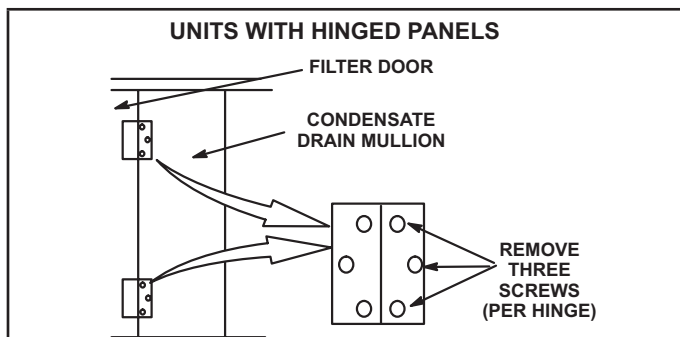 UNITS WITH HINGED PANELS
FILTER DOOR
CONDENSATE
DRAIN MULLION
REMOVE
THREE
SCREWS
(PER HINGE)